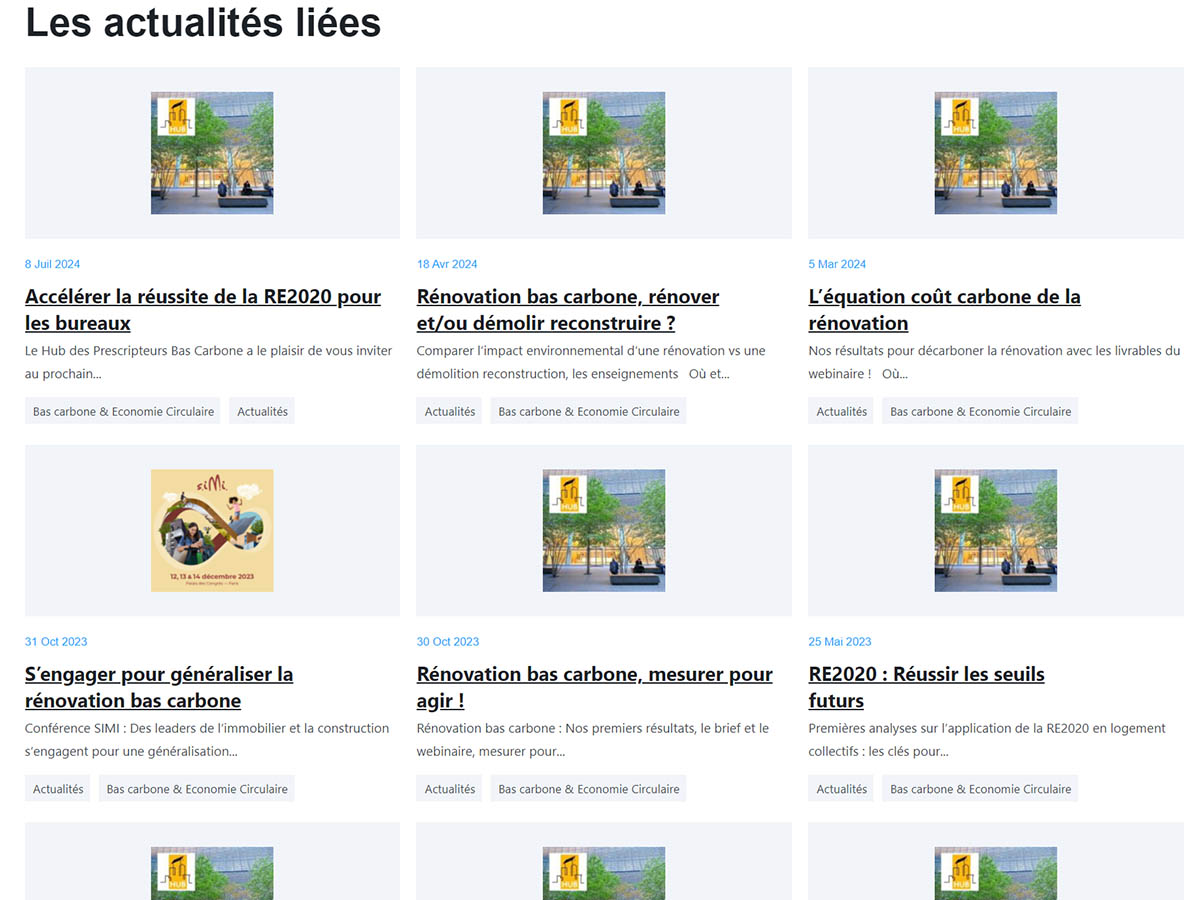 Les actualités liées
HUB
HUB
HUB
8 Juil 2024
Accélérer la réussite de la RE2020 pour
les bureaux
Le Hub des Prescripteurs Bas Carbone a le plaisir de vous inviter
au prochain...
Bas carbone & Economie Circulaire
Actualités
18 Avr 2024
Rénovation bas carbone, rénover
et/ou démolir reconstruire ?
Comparer l’impact environnemental d’une rénovation vs une
démolition reconstruction, les enseignements   Où et...
Actualités
Bas carbone & Economie Circulaire
5 Mar 2024
L’équation coût carbone de la
rénovation
Nos résultats pour décarboner la rénovation avec les livrables du
webinaire !   Où...
Actualités
Bas carbone & Economie Circulaire
siMi
12, 13 & 14 décembre 2023
Palais des Congrès — Paris
HUB
HUB
31 Oct 2023
S’engager pour généraliser la
rénovation bas carbone
Conférence SIMI : Des leaders de l’immobilier et la construction
s’engagent pour une généralisation...
Actualités
Bas carbone & Economie Circulaire
30 Oct 2023
Rénovation bas carbone, mesurer pour
agir !
Rénovation bas carbone : Nos premiers résultats, le brief et le
webinaire, mesurer pour...
Actualités
Bas carbone & Economie Circulaire
25 Mai 2023
RE2020 : Réussir les seuils
futurs
Premières analyses sur l’application de la RE2020 en logement
collectifs : les clés pour...
Actualités
Bas carbone & Economie Circulaire
HUB
HUB
HUB